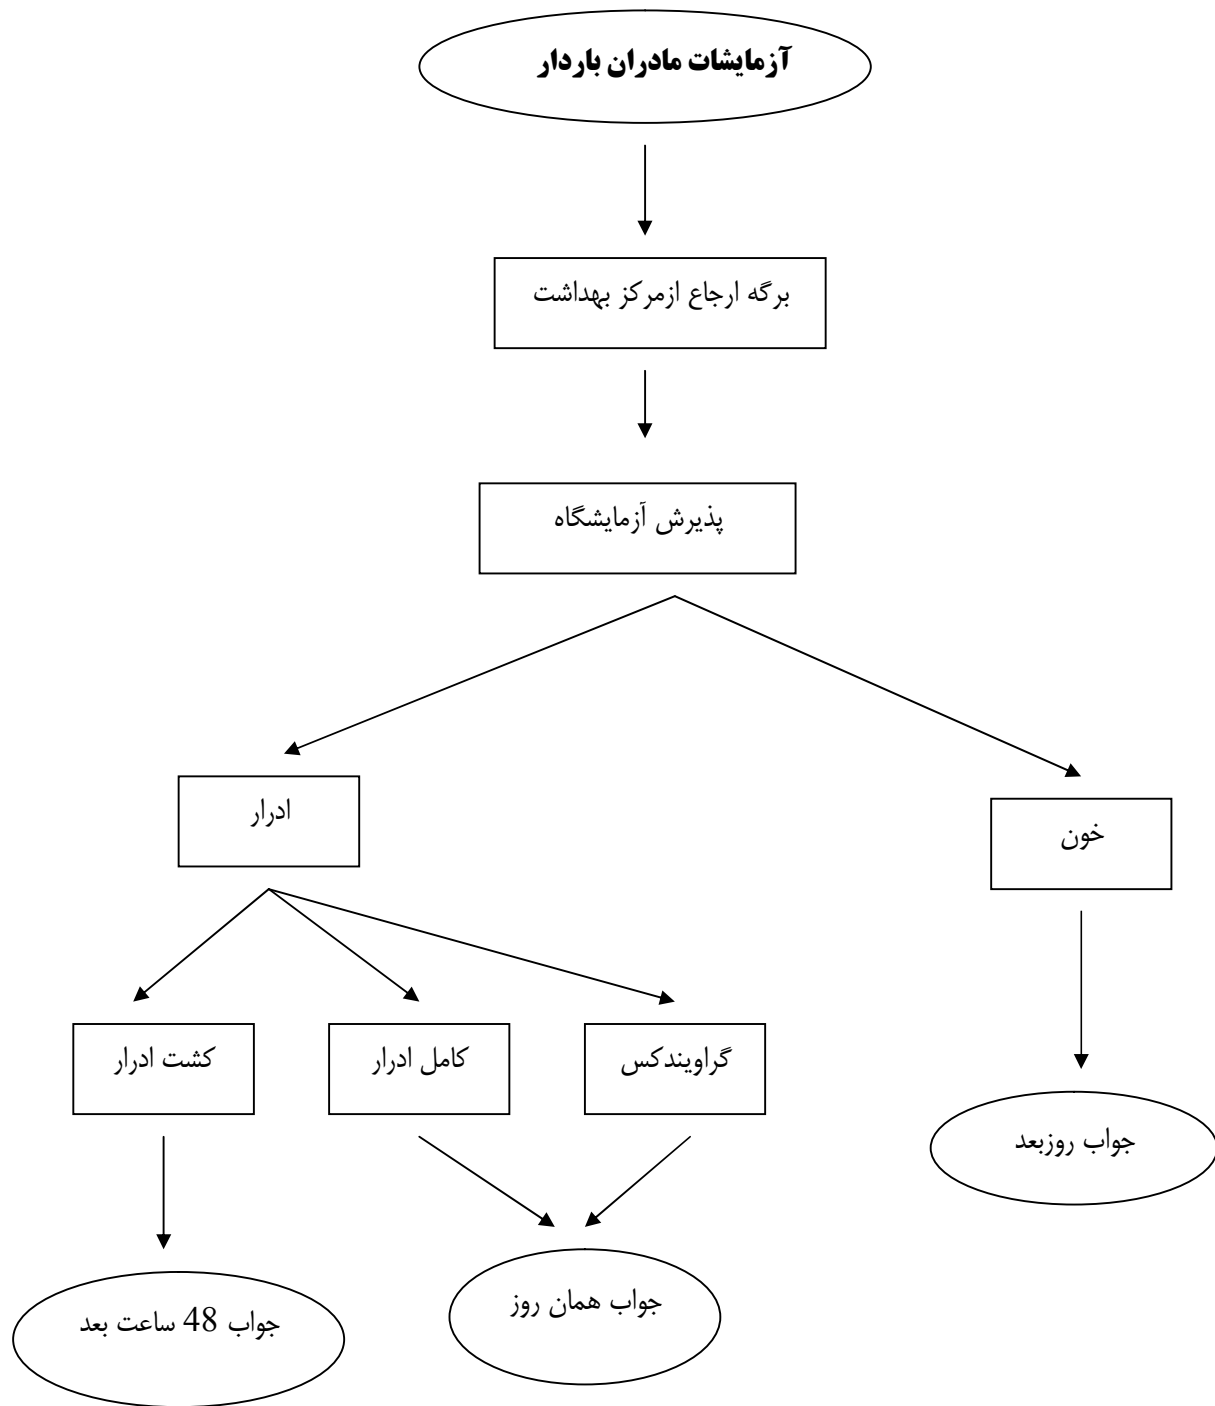 آزمایشات مادران باردار
برگه ارجاع ازمرکز بهداشت
پذیرش آزمایشگاه
خون
ادرار
گراویندکس
کامل ادرار
کشت ادرار
جواب روزبعد
جواب همان روز
جواب 48 ساعت بعد